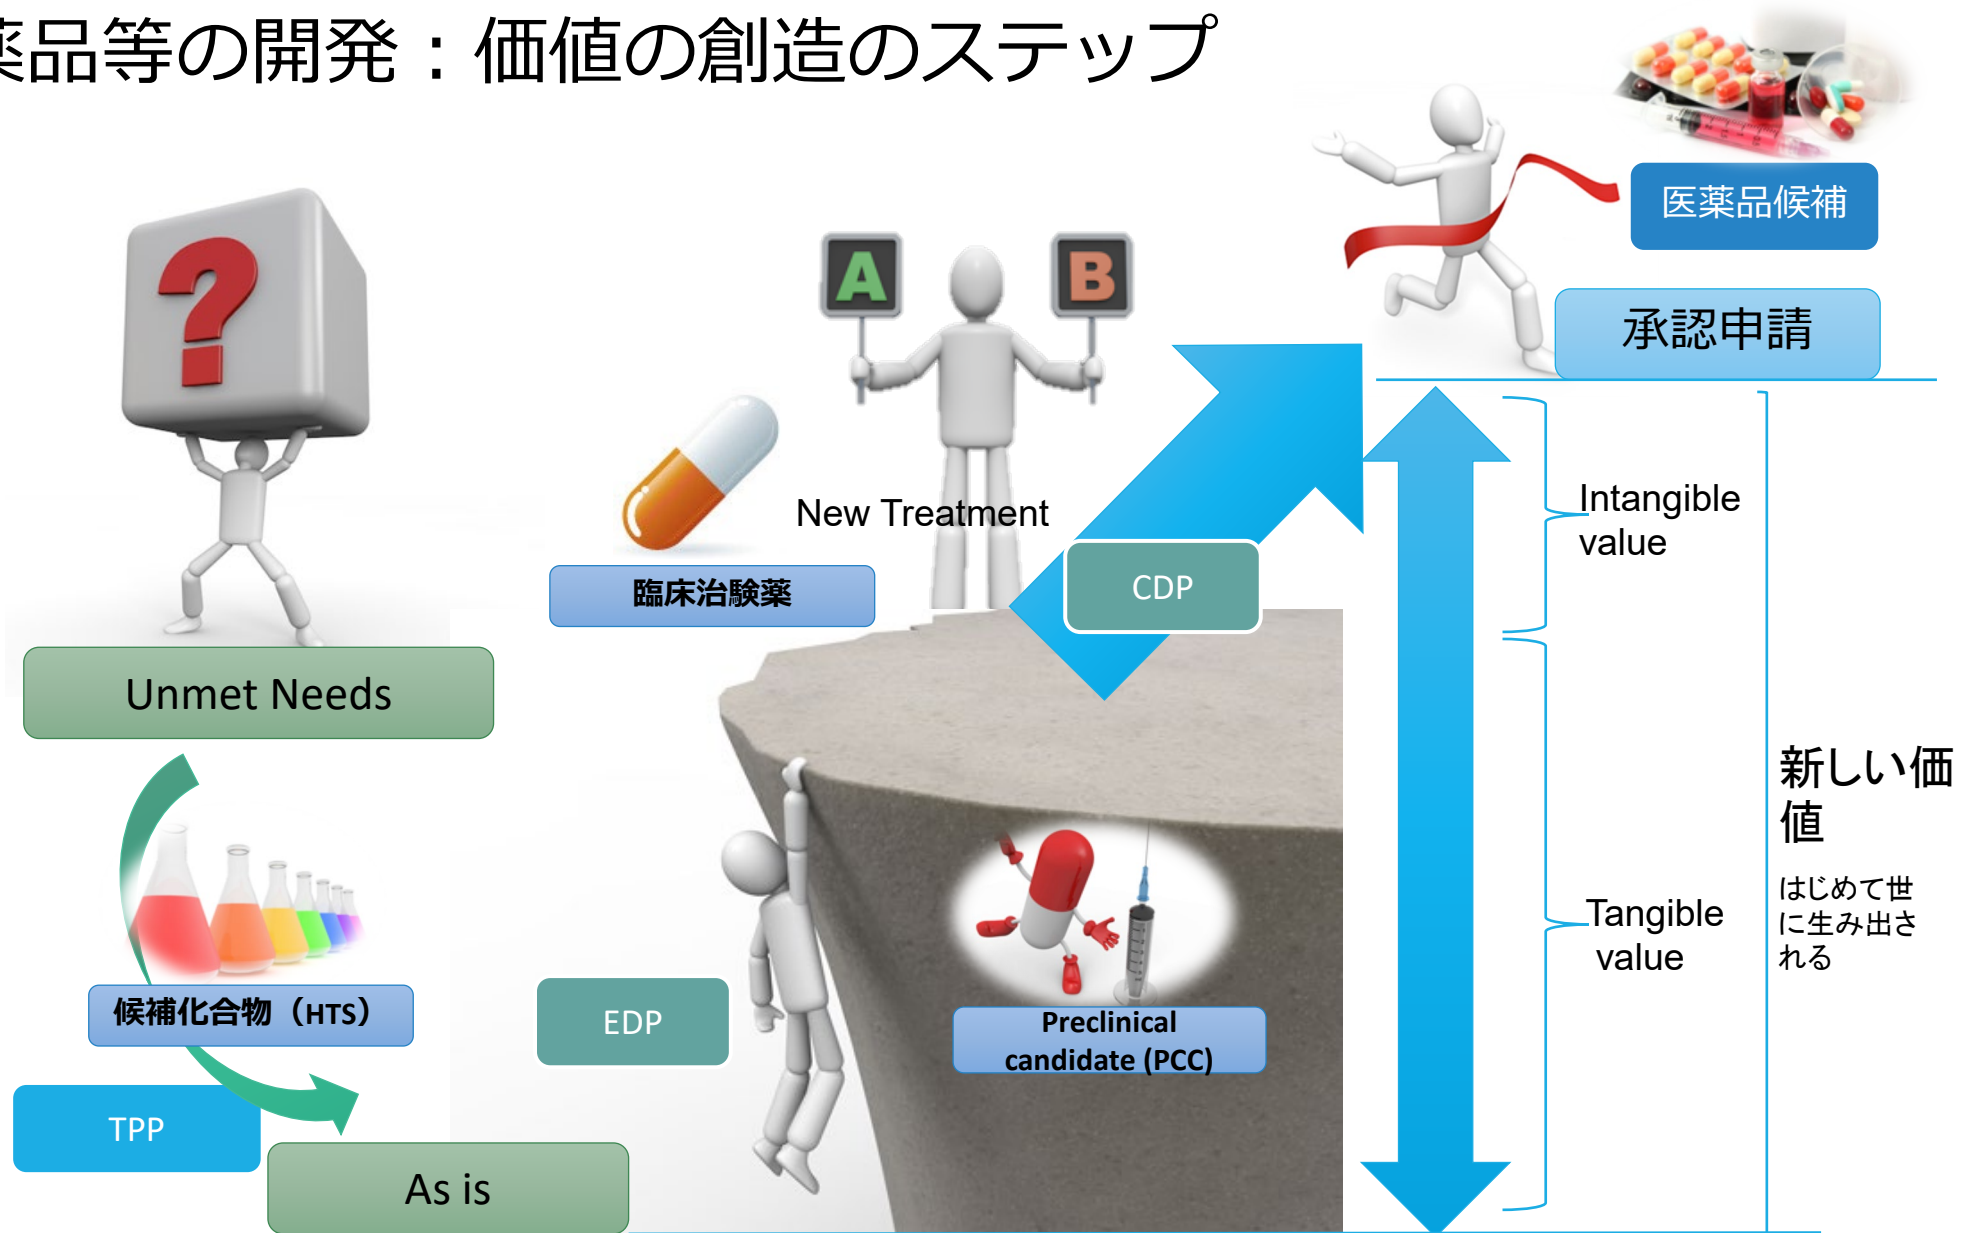 薬品等の開発：価値の創造のステップ
医薬品候補
承認申請
A
B
?
New Treatment
臨床治験薬
CDP
Intangible
value
Unmet Needs
新しい価
値
はじめて世
に生み出さ
れる
Tangible
value
候補化合物（HTS）
EDP
Preclinical
candidate (PCC)
TPP
As is